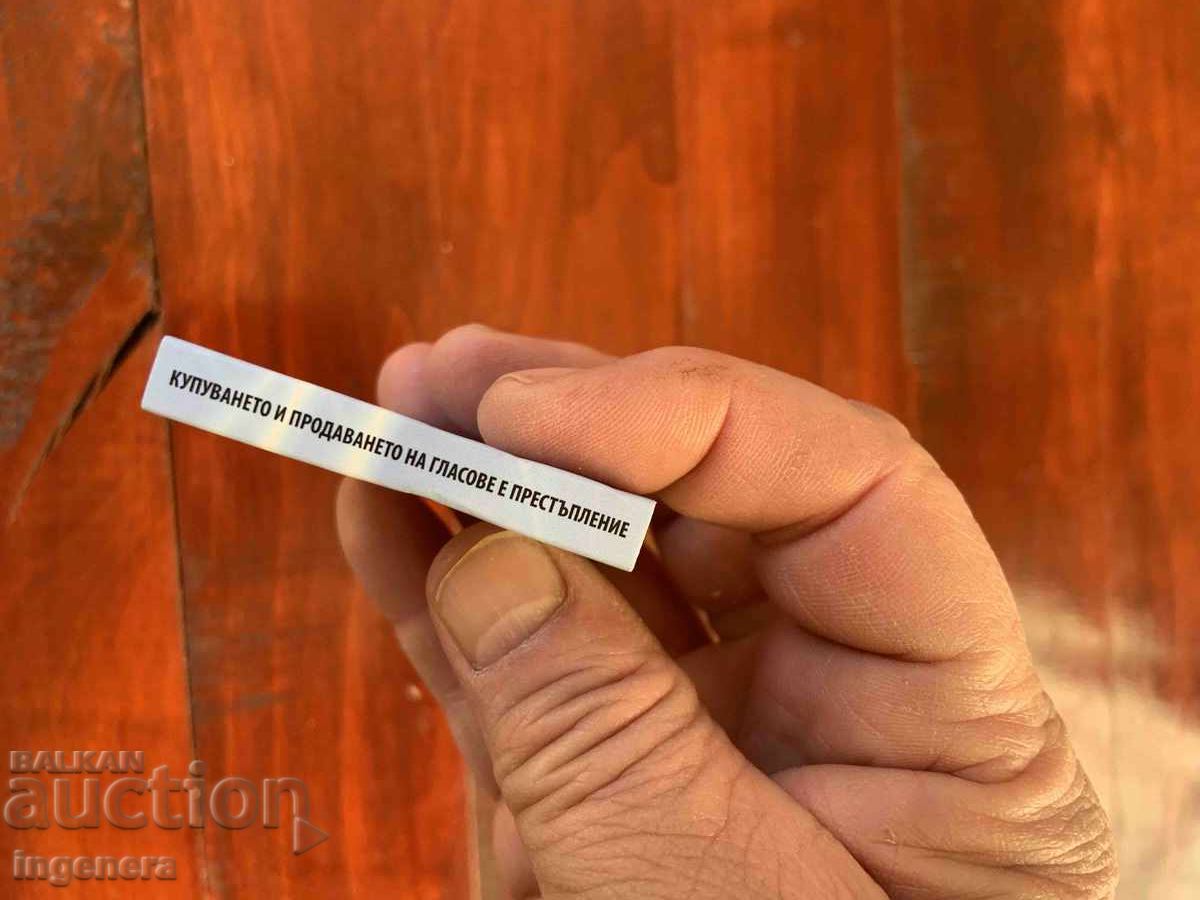 КУПУВАНЕТО И ПРОДАВАНЕТО НА ГЛАСОВЕ Е ПРЕСТЪПЛЕНИЕ
BALKAN
auction
ingenera